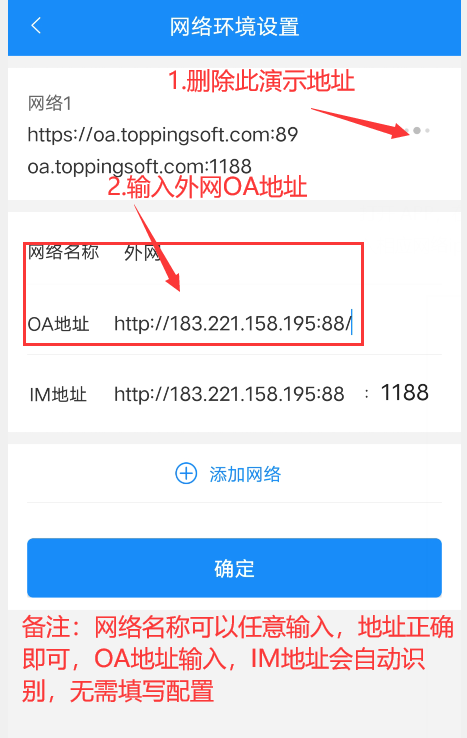 网络环境设置
1.删除此演示地址
网络1
https://oa.toppingsoft.com:89
oa.toppingsoft.com:1188
2.输入外网OA地址
网络名称 外网
OA地址 http://183.221.158.195:88/
IM地址 http://183.221.158.195:88 : 1188
添加网络
确定
备注：网络名称可以任意输入，地址正确
即可，OA地址输入，IM地址会自动识
别，无需填写配置